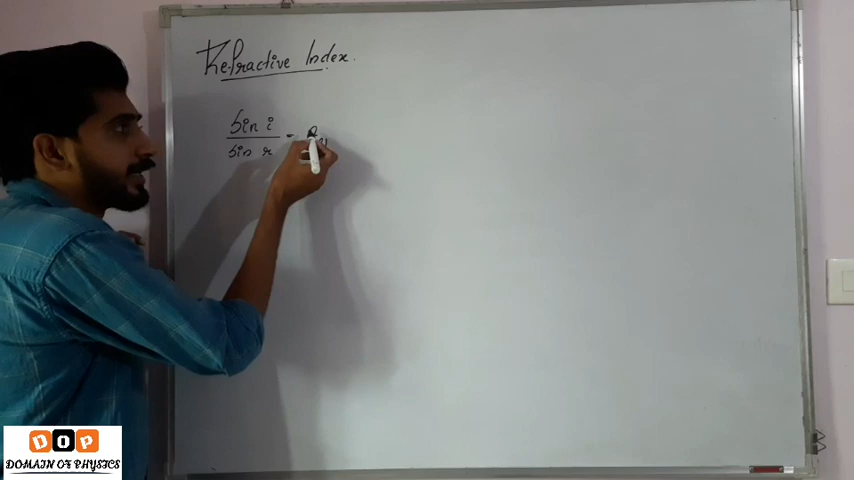 Refractive Index.
Sin i
Sin r
=
DOP
DOMAIN OF PHYSICS